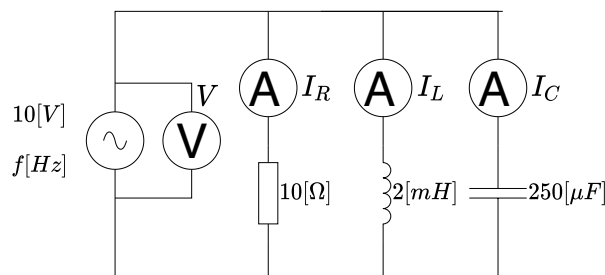 V
A I_R
A I_L
A I_C
10[V]
V
f[Hz]
10[Ω]
2[mH]
250[μF]